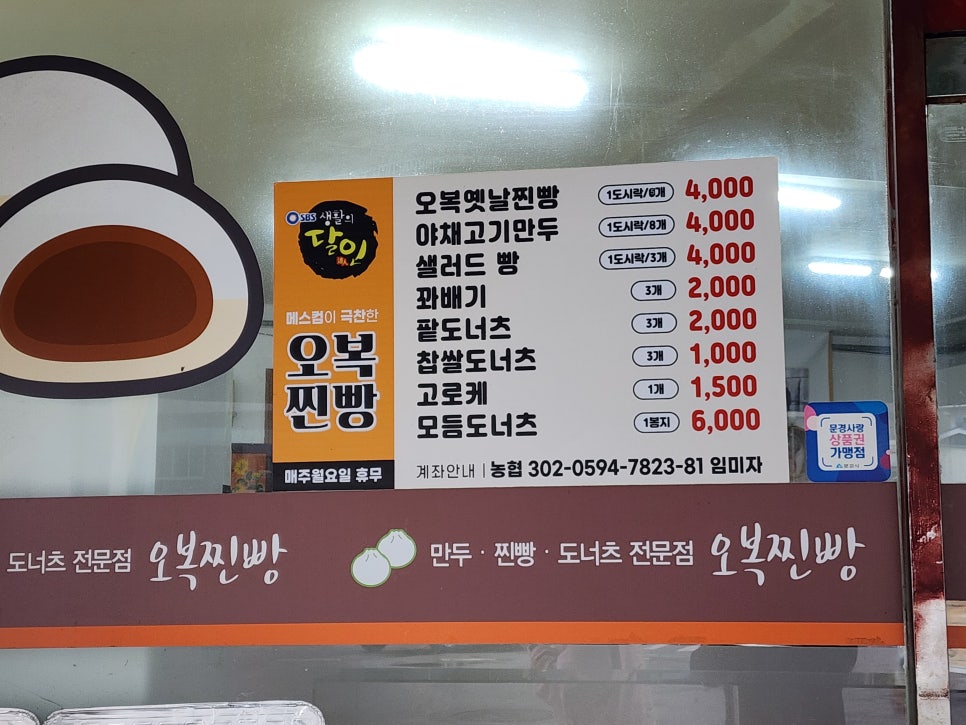 SBS 생활의
달인
메스컴이 극찬한
오복
찐빵
매주월요일 휴무
오복옛날찐빵 1도시락/6개 4,000
야채고기만두 1도시락/8개 4,000
샐러드 빵 1도시락/3개 4,000
꽈배기 3개 2,000
팥도너츠 3개 2,000
찹쌀도너츠 3개 1,000
고로케 1개 1,500
모듬도너츠 1봉지 6,000
계좌안내 | 농협 302-0594-7823-81 임미자
문경사랑
상품권
가맹점
문경시
도너츠 전문점 오복찐빵
만두 · 찐빵 · 도너츠 전문점 오복찐빵